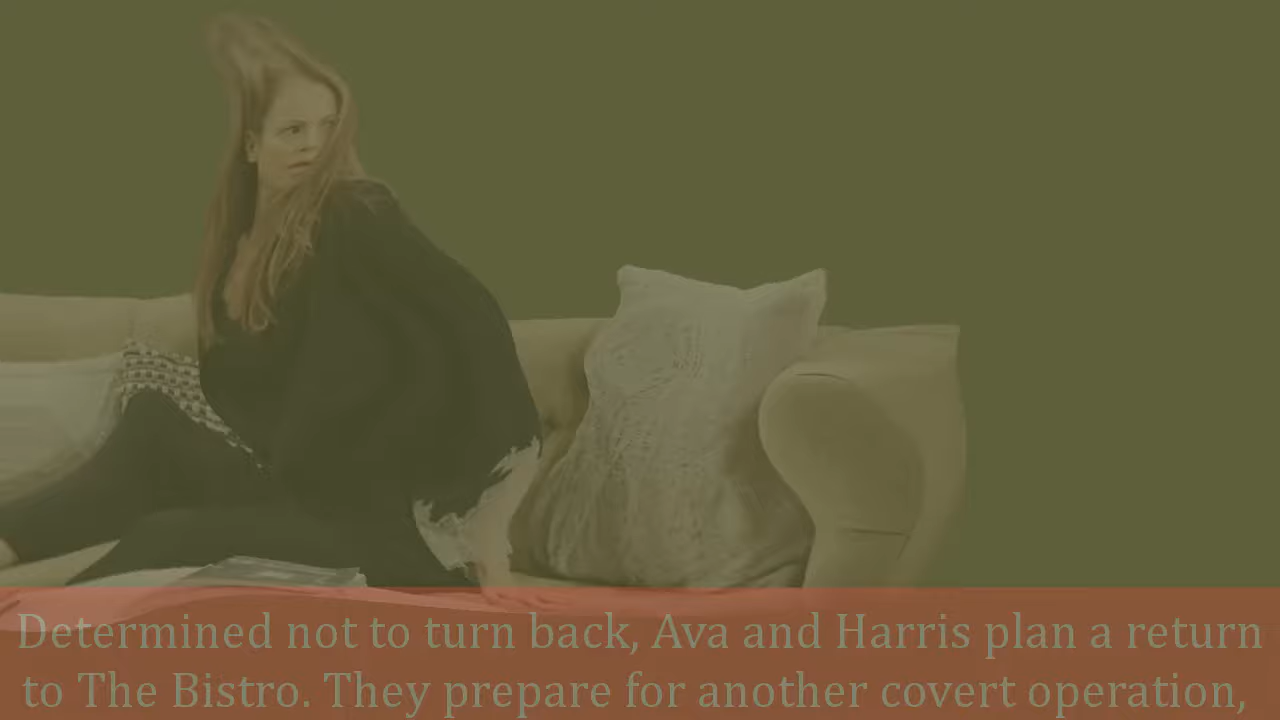 Determined not to turn back, Ava and Harris plan a return
to The Bistro. They prepare for another covert operation,